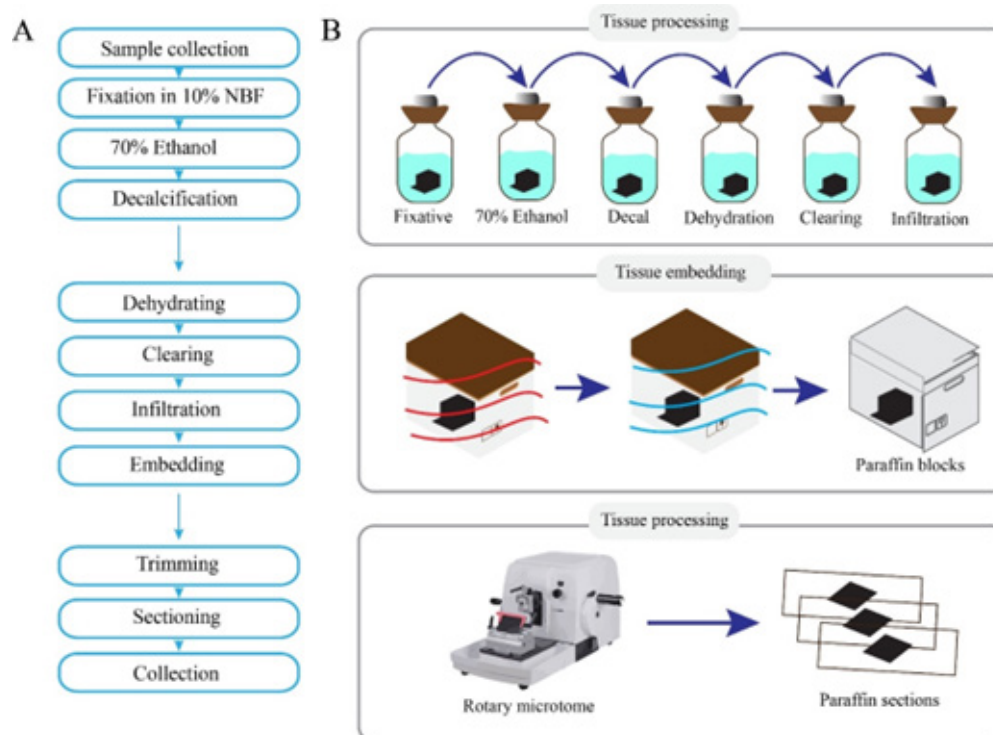 A
Sample collection
Fixation in 10% NBF
70% Ethanol
Decalcification
Dehydrating
Clearing
Infiltration
Embedding
Trimming
Sectioning
Collection
B
Tissue processing
Fixative
70% Ethanol
Decal
Dehydration
Clearing
Infiltration
Tissue embedding
Paraffin blocks
Tissue processing
Rotary microtome
Paraffin sections